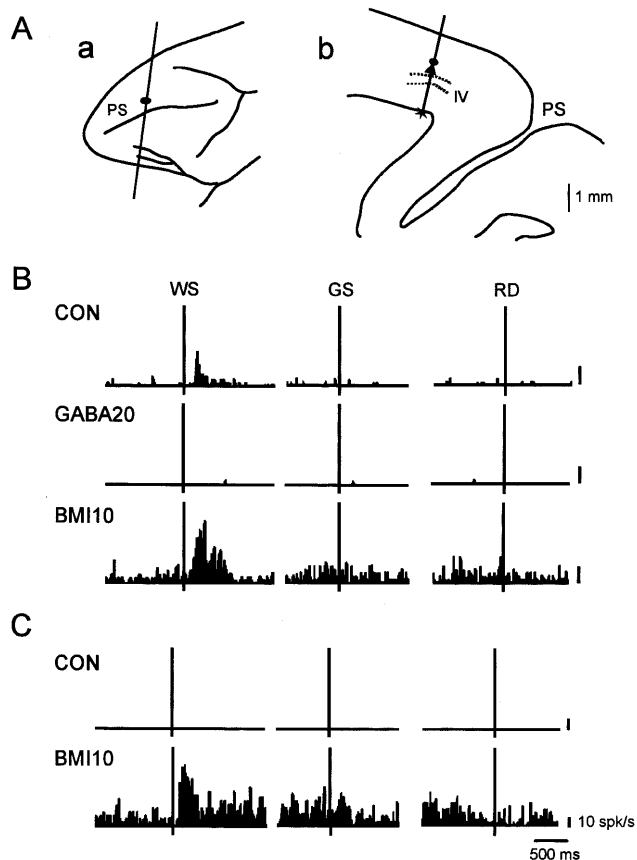 A
a
b
PS
IV
PS
1 mm
B
WS GS RD
CON
GABA20
BMI10
C
CON
BMI10
10 spk/s
500 ms